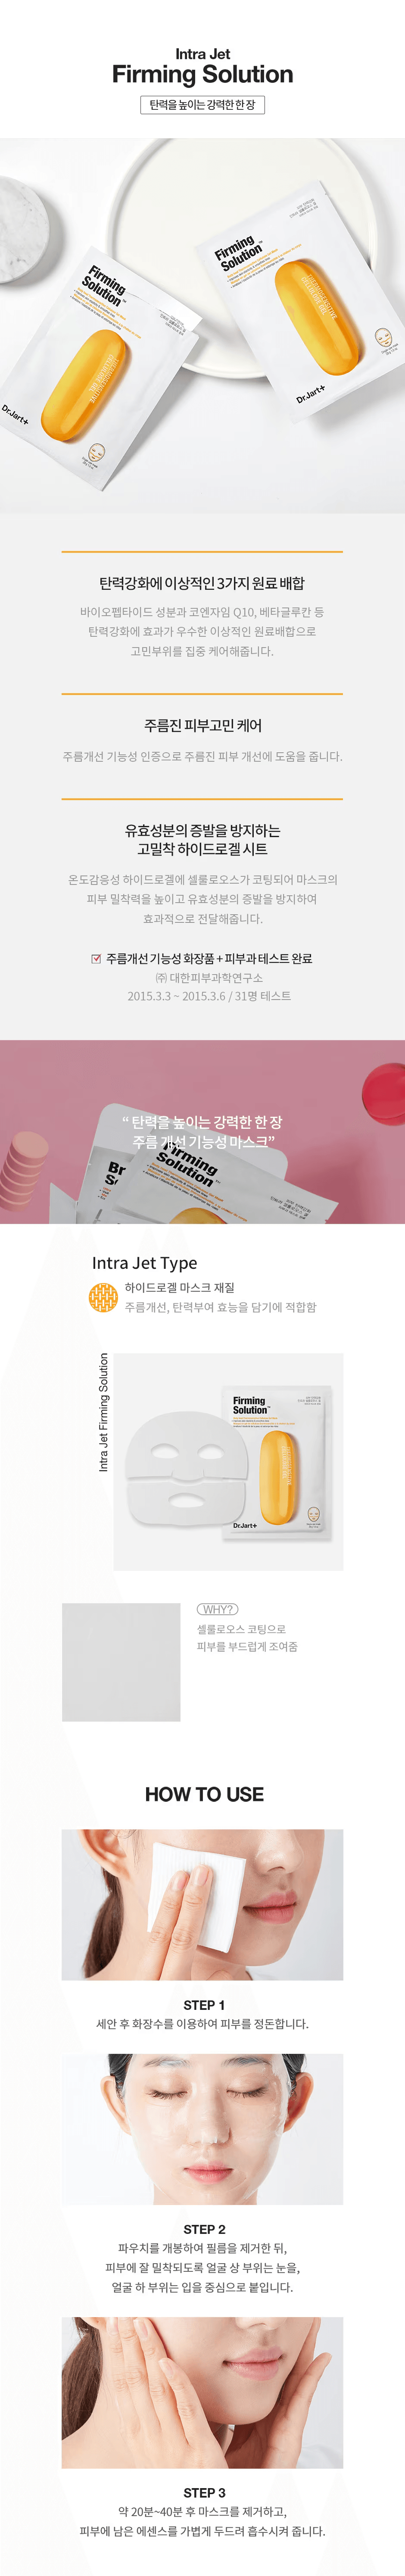 Intra Jet
Firming Solution
탄력을 높이는 강력한 한 장
Firming
Solution™
Dr.Jart+
Firming
Solution™
Dr.Jart+
탄력강화에 이상적인 3가지 원료 배합
바이오펩타이드 성분과 코엔자임 Q10, 베타글루칸 등
탄력강화에 효과가 우수한 이상적인 원료배합으로
고민부위를 집중 케어해줍니다.
주름진 피부고민 케어
주름개선 기능성 인증으로 주름진 피부 개선에 도움을 줍니다.
유효성분의 증발을 방지하는
고밀착 하이드로겔 시트
온도감응성 하이드로겔에 셀룰로오스가 코팅되어 마스크의
피부 밀착력을 높이고 유효성분의 증발을 방지하여
효과적으로 전달해줍니다.
주름개선 기능성 화장품 + 피부과 테스트 완료
㈜ 대한피부과학연구소
2015.3.3 ~ 2015.3.6 / 31명 테스트
“ 탄력을 높이는 강력한 한 장
주름 개선 기능성 마스크”
Br
So
Firming
Solution
Intra Jet Type
하이드로겔 마스크 재질
주름개선, 탄력부여 효능을 담기에 적합함
Intra Jet Firming Solution
Firming
Solution™
Dr.Jart+
WHY?
셀룰로오스 코팅으로
피부를 부드럽게 조여줌
HOW TO USE
STEP 1
세안 후 화장수를 이용하여 피부를 정돈합니다.
STEP 2
파우치를 개봉하여 필름을 제거한 뒤,
피부에 잘 밀착되도록 얼굴 상 부위는 눈을,
얼굴 하 부위는 입을 중심으로 붙입니다.
STEP 3
약 20분~40분 후 마스크를 제거하고,
피부에 남은 에센스를 가볍게 두드려 흡수시켜 줍니다.